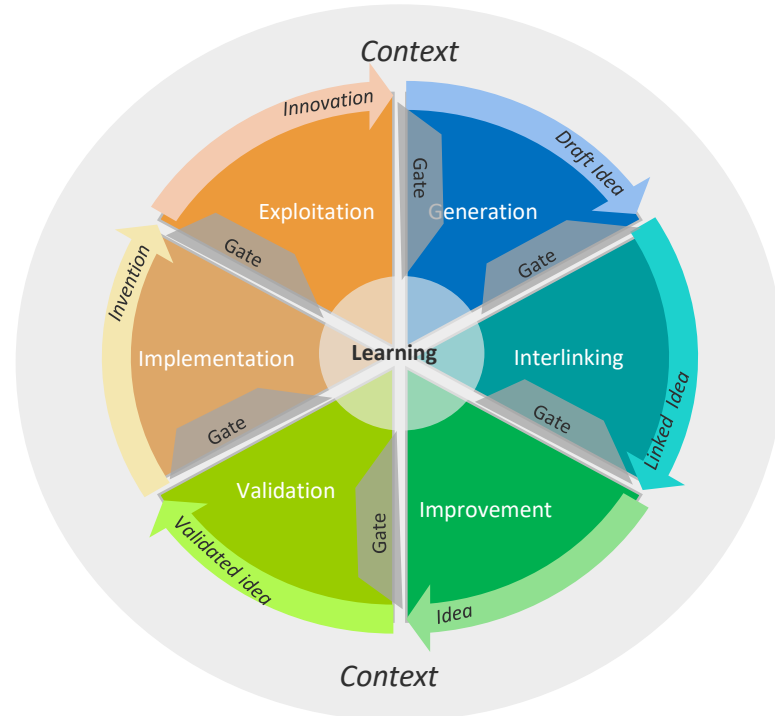 Context
Innovation
Draft Idea
Gate
Exploitation
Generation
Gate
Gate
Invention
Implementation
Learning
Interlinking
Linked Idea
Gate
Gate
Validation
Improvement
Gate
Validated idea
Idea
Context